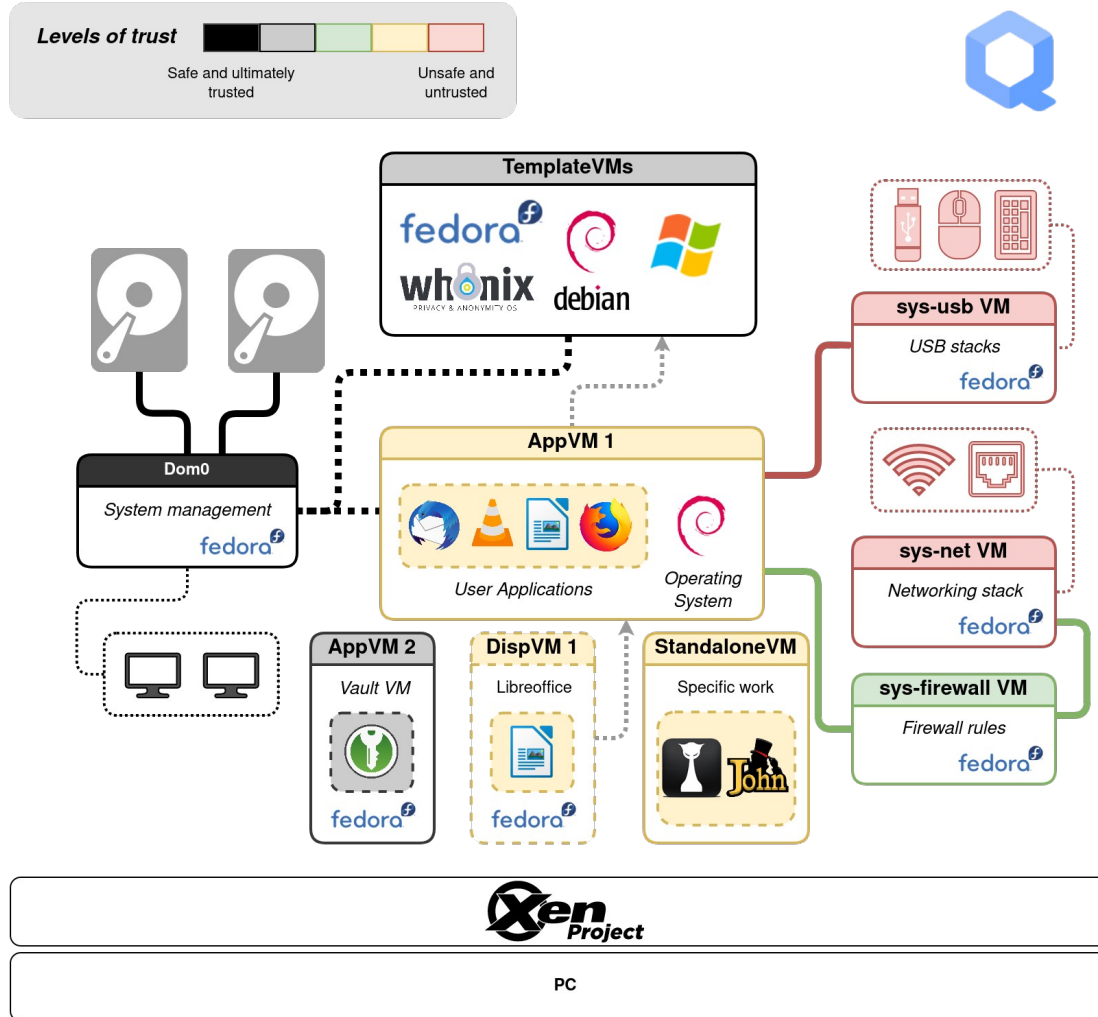 Levels of trust
Safe and ultimately
trusted
Unsafe and
untrusted
TemplateVMs
fedora
whonix
PRIVACY & ANONYMITY OS
debian
sys-usb VM
USB stacks
fedora
AppVM 1
User Applications
Operating
System
Dom0
System management
fedora
sys-net VM
Networking stack
fedora
AppVM 2
Vault VM
fedora
DispVM 1
Libreoffice
fedora
StandaloneVM
Specific work
John
sys-firewall VM
Firewall rules
fedora
Xen
Project
PC